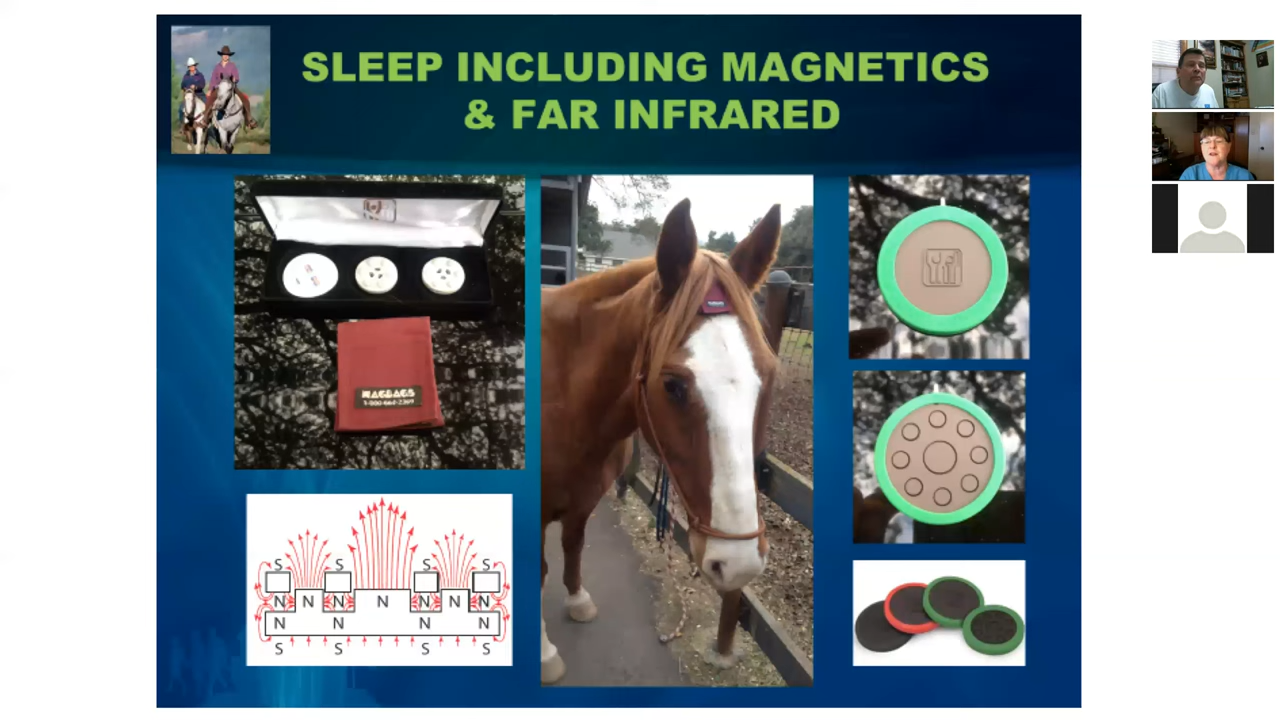 SLEEP INCLUDING MAGNETICS
& FAR INFRARED
MAGBAGS
S S S S
N N N N N N N
N N N N
S S S S